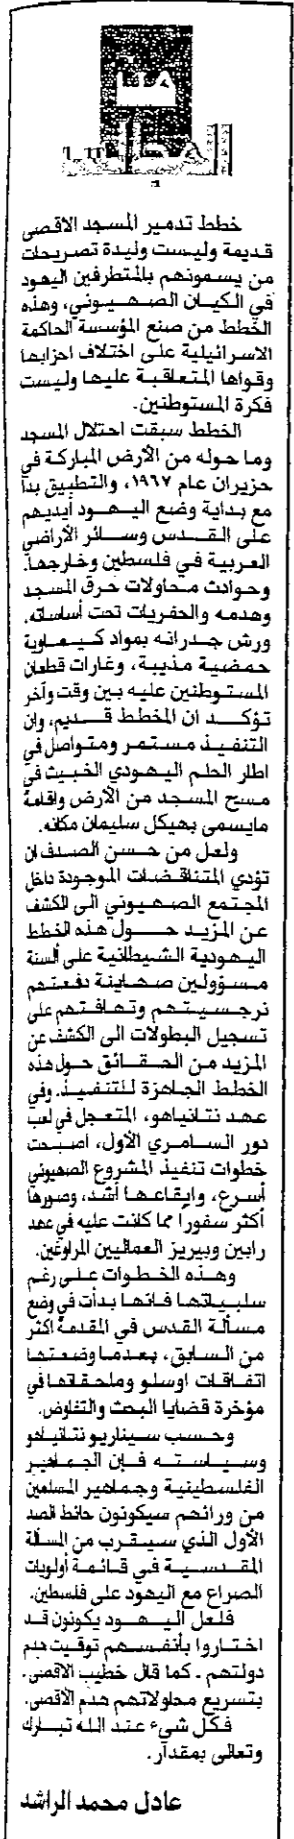 هنا
خطط تدمير المسجد الاقصى
قديمة وليست وليدة تصريحات
من يسمونهم بالمتطرفين اليهود
في الكيان الصهيوني، وهذه
الخطط من صنع المؤسسة الحاكمة
الاسرائيلية على اختلاف احزابها
وقواها المتعاقبة عليها وليست
فكرة المستوطنين.
الخطط سبقت احتلال المسجد
وما حوله من الأرض المباركة في
حزيران عام ١٩٦٧، والتطبيق بدا
مع بداية وضع اليهود أيديهم
على القدس وسائر الأراضي
العربية في فلسطين وخارجها.
وحوادث محاولات حرق المسجد
وهدمه والحفريات تحت أساساته،
ورش جدرانه بمواد كيماوية
حمضية مذيبة، وغارات قطعان
المستوطنين عليه بين وقت وآخر
تؤكد ان المخطط قديم، وان
التنفيذ مستمر ومتواصل في
اطار الحلم اليهودي الخبيث في
مسح المسجد من الأرض واقامة
مايسمى بهيكل سليمان مكانه.
ولعل من حسن الصدف ان
تؤدي المتناقضات الموجودة داخل
المجتمع الصهيوني الى الكشف
عن المزيد حول هذه الخطط
اليهودية الشيطانية على ألسنة
مسؤولين صهاينة دفعتهم
نرجسيتهم وتهافتهم على
تسجيل البطولات الى الكشف عن
المزيد من الحقائق حول هذه
الخطط الجاهزة للتنفيذ. وفي
عهد نتانياهو، المتعجل في لعب
دور السامري الأول، اصبحت
خطوات تنفيذ المشروع الصهيوني
أسرع، وايقاعها أشد، وصورها
أكثر سفوراً مما كانت عليه في عهد
رابين وبيريز العماليين المراوغين.
وهذه الخطوات على رغم
سلبياتها فانها بدأت في وضع
مسألة القدس في المقدمة اكثر
من السابق، بعدما وضعتها
اتفاقات اوسلو وملحقاتها في
مؤخرة قضايا البحث والتفاوض.
وحسب سيناريو نتانياهو
وسياسته فإن الجماهير
الفلسطينية وجماهير المسلمين
من ورائهم سيكونون حائط الصد
الأول الذي سيقرب من المسألة
المقدسية في قائمة أولويات
الصراع مع اليهود على فلسطين.
فلعل اليهود يكونون قد
اختاروا بأنفسهم توقيت هدم
دولتهم ـ كما قال خطيب الاقصى ـ
بتسريع محاولاتهم هدم الأقصى.
فكل شيء عند الله تبارك
وتعالى بمقدار.
عادل محمد الراشد